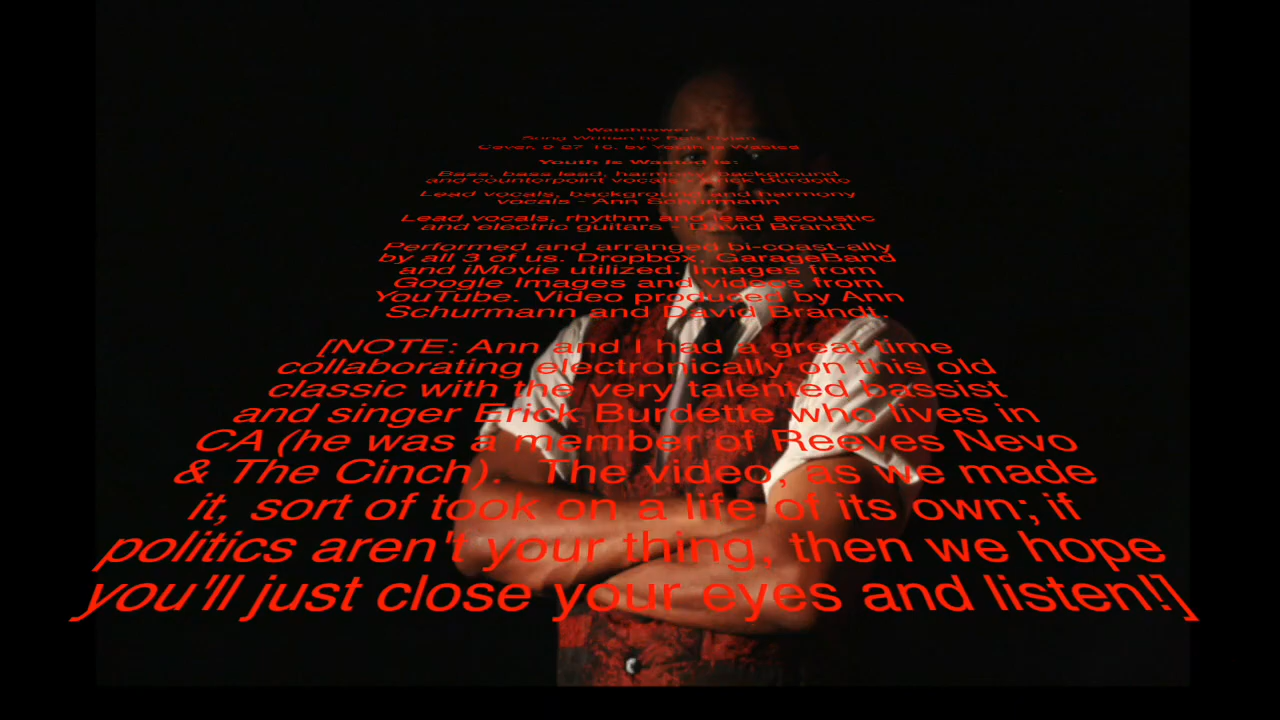 Watchtower
Song Written by Bob Dylan
Cover, 9-27-16, by Youth Is Wasted
Youth Is Wasted Is:
Bass, bass lead, harmony, background
and counterpoint vocals - Erick Burdette
Lead vocals, background and harmony
vocals - Ann Schurmann
Lead vocals, rhythm and lead acoustic
and electric guitars - David Brandt
Performed and arranged bi-coast-ally
by all 3 of us. Dropbox, GarageBand
and iMovie utilized. Images from
Google Images and videos from
YouTube. Video produced by Ann
Schurmann and David Brandt.
[NOTE: Ann and I had a great time
collaborating electronically on this old
classic with the very talented bassist
and singer Erick Burdette who lives in
CA (he was a member of Reeves Nevo
& The Cinch). The video, as we made
it, sort of took on a life of its own; if
politics aren't your thing, then we hope
you'll just close your eyes and listen!]